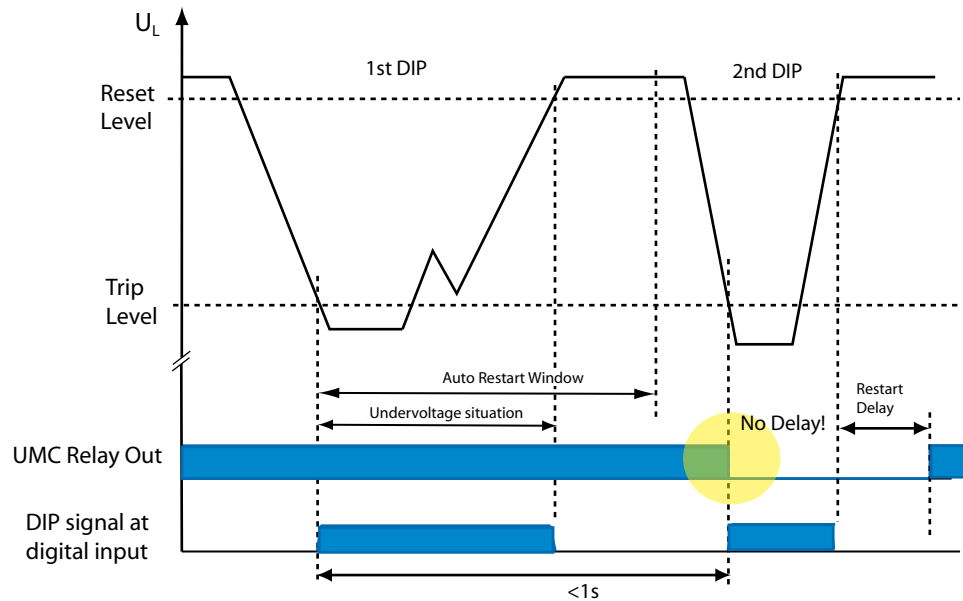 U_L
1st DIP
2nd DIP
Reset
Level
Trip
Level
Auto Restart Window
Undervoltage situation
No Delay!
Restart
Delay
UMC Relay Out
DIP signal at
digital input
<1s